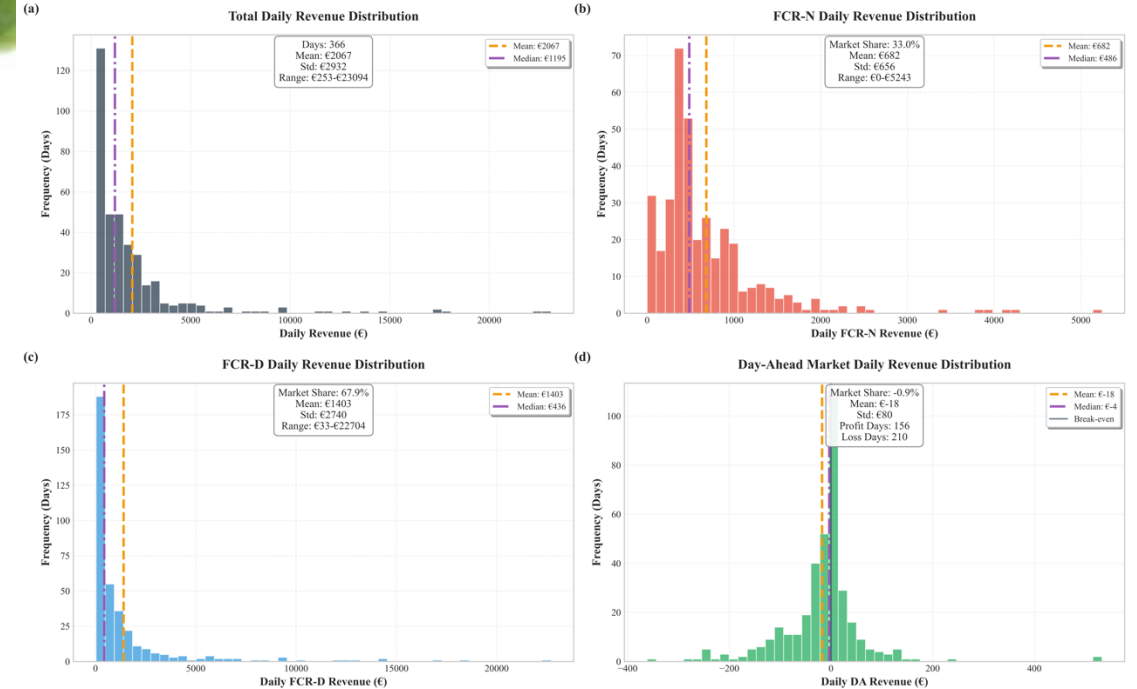 (a)
Total Daily Revenue Distribution
Days: 366
Mean: €2067
Std: €2932
Range: €253-€23094
Mean: €2067
Median: €1195
Frequency (Days)
0
20
40
60
80
100
120
0
5000
10000
15000
20000
Daily Revenue (€)
(b)
FCR-N Daily Revenue Distribution
Market Share: 33.0%
Mean: €682
Std: €656
Range: €0-€5243
Mean: €682
Median: €486
Frequency (Days)
0
10
20
30
40
50
60
70
0
1000
2000
3000
4000
5000
Daily FCR-N Revenue (€)
(c)
FCR-D Daily Revenue Distribution
Market Share: 67.9%
Mean: €1403
Std: €2740
Range: €33-€22704
Mean: €1403
Median: €436
Frequency (Days)
0
25
50
75
100
125
150
175
0
5000
10000
15000
20000
Daily FCR-D Revenue (€)
(d)
Day-Ahead Market Daily Revenue Distribution
Market Share: -0.9%
Mean: €-18
Std: €80
Profit Days: 156
Loss Days: 210
Mean: €-18
Median: €-4
Break-even
Frequency (Days)
0
20
40
60
80
100
−400
−200
0
200
400
Daily DA Revenue (€)